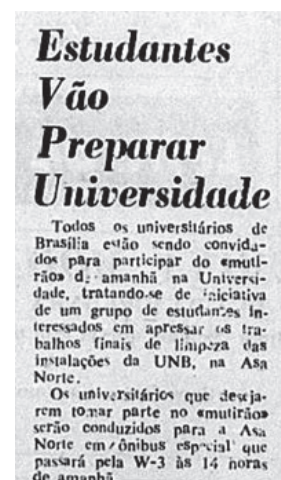 Estudantes
Vão
Preparar
Universidade
Todos os universitários de
Brasília estão sendo convida-
dos para participar do «muti-
rão» de amanhã na Universi-
dade, tratando-se de iniciativa
de um grupo de estudantes in-
teressados em apressar os tra-
balhos finais de limpeza das
instalações da UNB, na Asa
Norte.
Os universitários que deseja-
rem tomar parte no «mutirão»
serão conduzidos para a Asa
Norte em ônibus especial que
passará pela W-3 às 14 horas
de amanhã